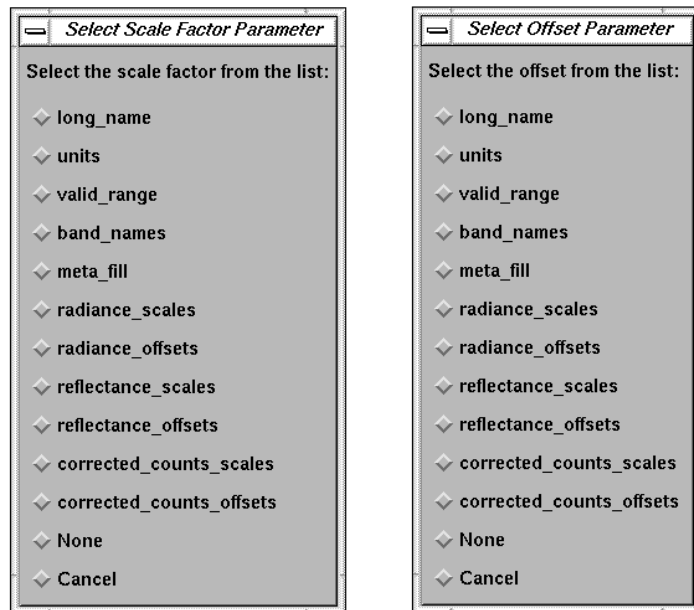 Select Scale Factor Parameter
Select the scale factor from the list:
long_name
units
valid_range
band_names
meta_fill
radiance_scales
radiance_offsets
reflectance_scales
reflectance_offsets
corrected_counts_scales
corrected_counts_offsets
None
Cancel
Select Offset Parameter
Select the offset from the list:
long_name
units
valid_range
band_names
meta_fill
radiance_scales
radiance_offsets
reflectance_scales
reflectance_offsets
corrected_counts_scales
corrected_counts_offsets
None
Cancel